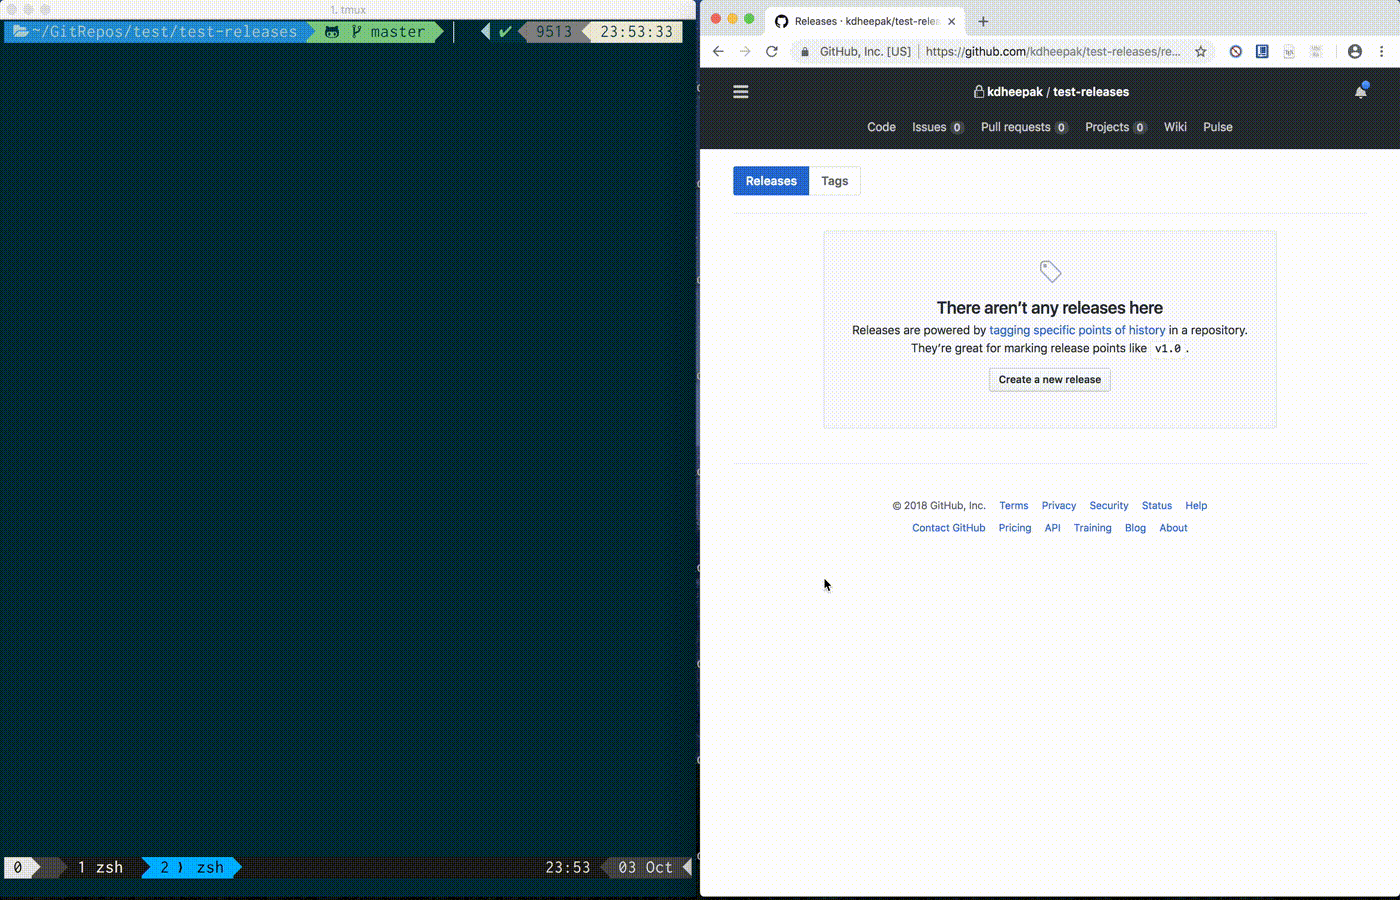 1. tmux
~/GitRepos/test/test-releases master ✔ 9513 23:53:33
0 1 zsh 2 ) zsh 23:53 03 Oct
Releases · kdheepak/test-rele
GitHub, Inc. [US] | https://github.com/kdheepak/test-releases/re...
kdheepak / test-releases
Code Issues 0 Pull requests 0 Projects 0 Wiki Pulse
Releases Tags
There aren’t any releases here
Releases are powered by tagging specific points of history in a repository.
They’re great for marking release points like v1.0 .
Create a new release
© 2018 GitHub, Inc. Terms Privacy Security Status Help
Contact GitHub Pricing API Training Blog About